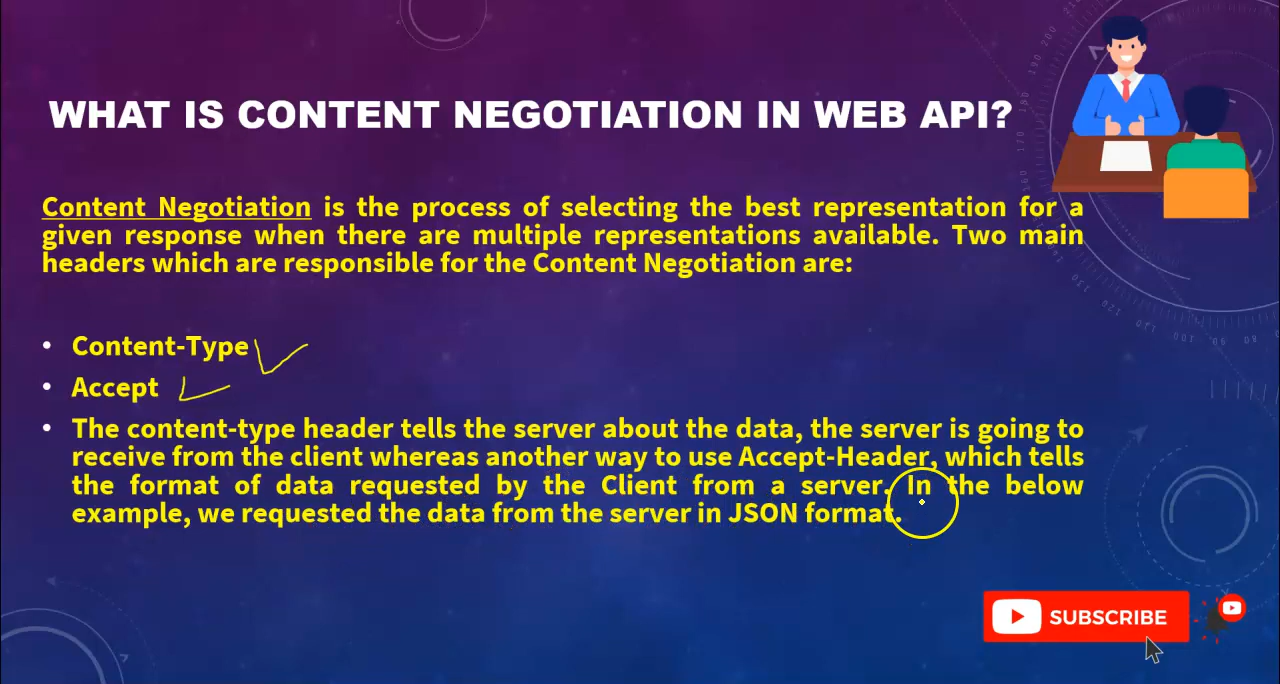 WHAT IS CONTENT NEGOTIATION IN WEB API?
Content Negotiation is the process of selecting the best representation for a
given response when there are multiple representations available. Two main
headers which are responsible for the Content Negotiation are:
• Content-Type
• Accept
• The content-type header tells the server about the data, the server is going to
receive from the client whereas another way to use Accept-Header, which tells
the format of data requested by the Client from a server. In the below
example, we requested the data from the server in JSON format.
SUBSCRIBE